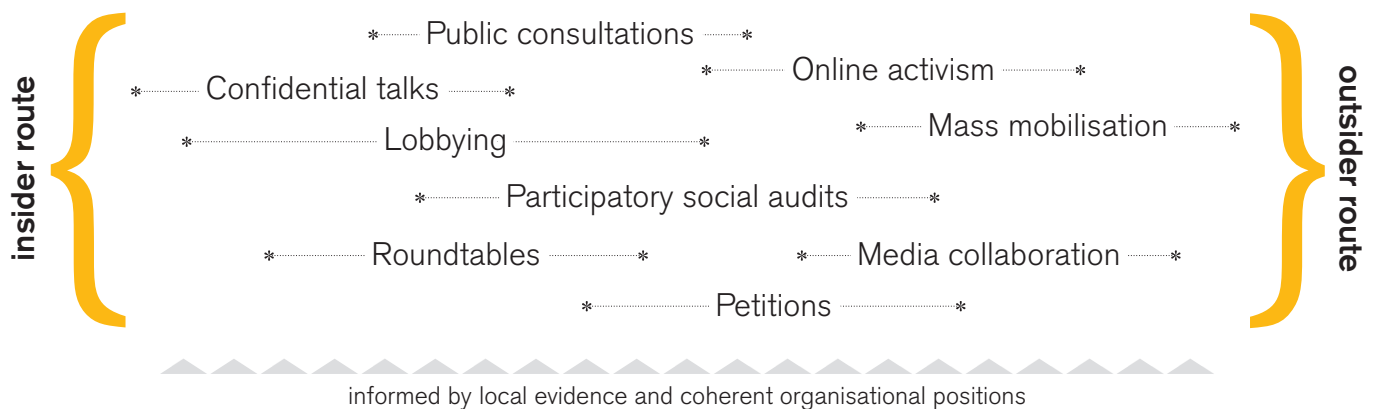 insider route
Public consultations
Online activism
Confidential talks
Mass mobilisation
Lobbying
Participatory social audits
Roundtables
Media collaboration
Petitions
outsider route
informed by local evidence and coherent organisational positions